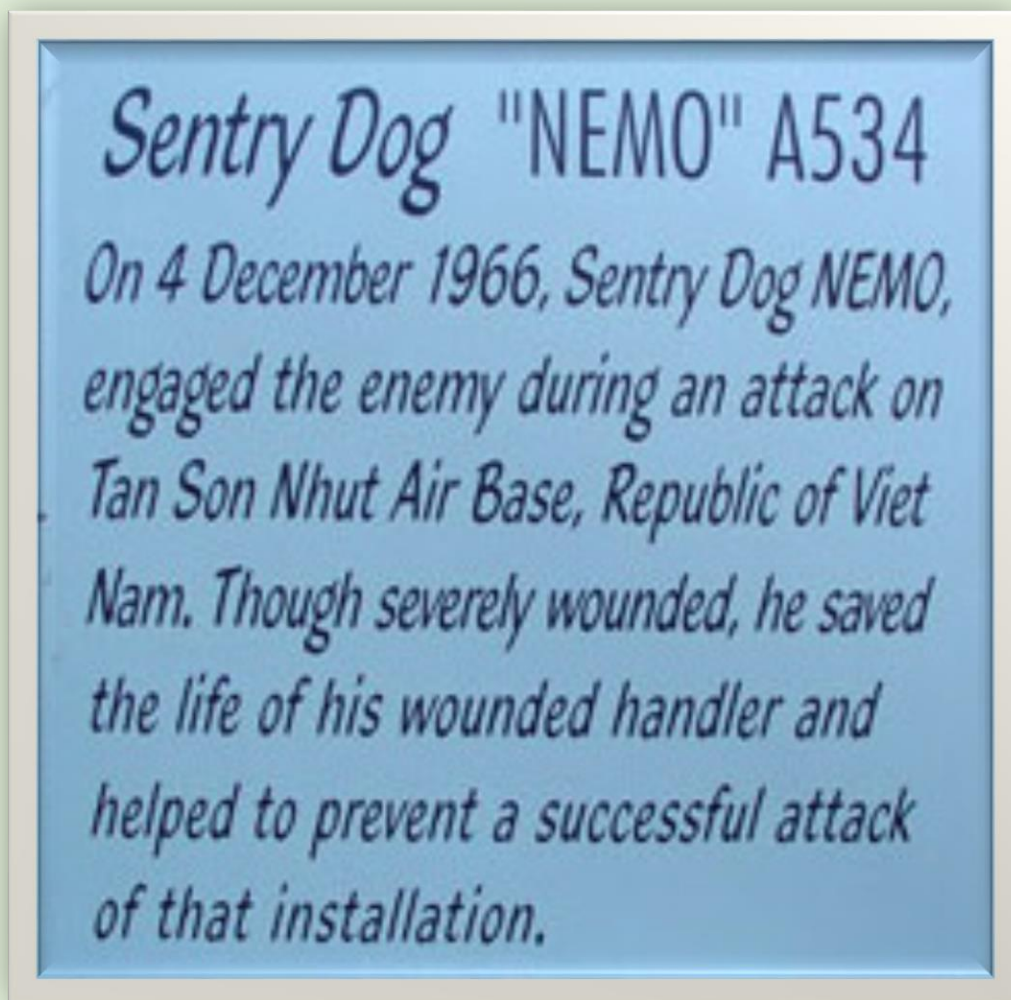 Sentry Dog "NEMO" A534
On 4 December 1966, Sentry Dog NEMO,
engaged the enemy during an attack on
Tan Son Nhut Air Base, Republic of Viet
Nam. Though severely wounded, he saved
the life of his wounded handler and
helped to prevent a successful attack
of that installation.